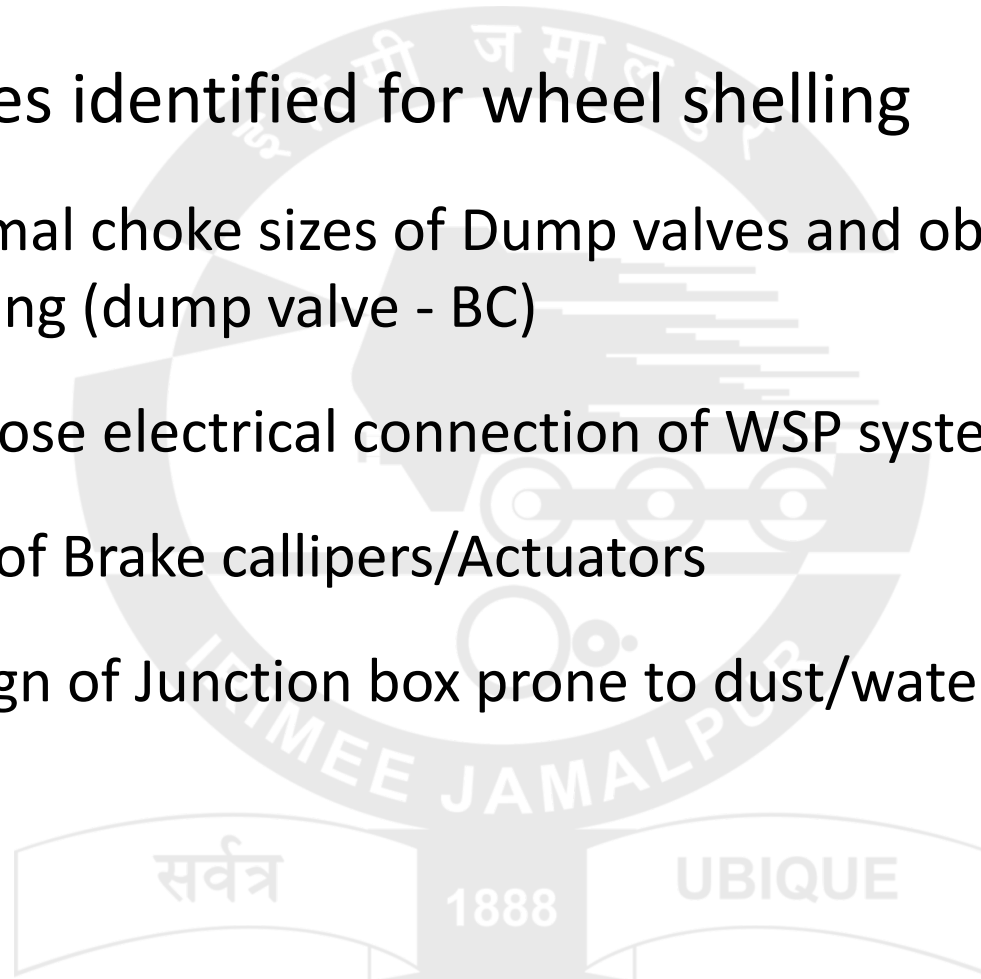 es identified for wheel shelling
mal choke sizes of Dump valves and ob
ng (dump valve - BC)
ose electrical connection of WSP syste
of Brake callipers/Actuators
gn of Junction box prone to dust/wate
इरिमी जमालपुर
IRIMEE JAMALPUR
सर्वत्र
1888
UBIQUE